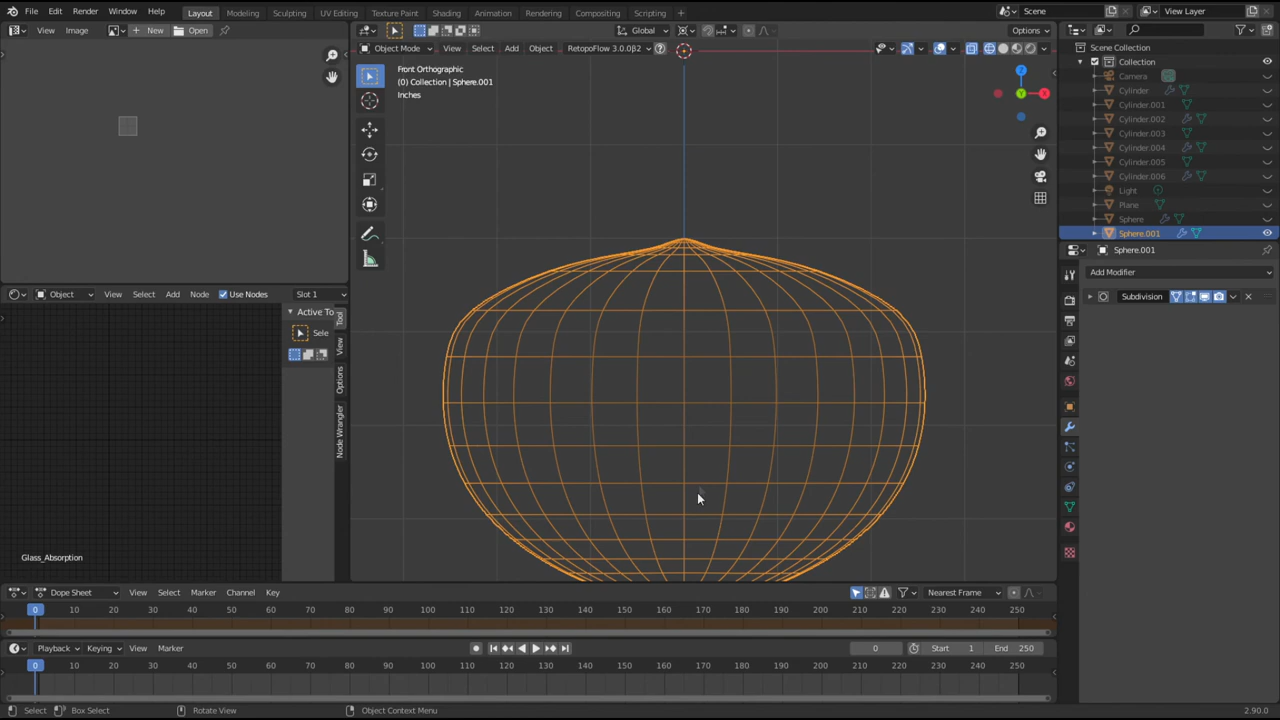 File Edit Render Window Help Layout Modeling Sculpting UV Editing Texture Paint Shading Animation Rendering Compositing Scripting + Scene View Layer
View Image + New Open Global Options
Object Mode View Select Add Object RetopoFlow 3.0.0β2
Front Orthographic
(0) Collection | Sphere.001
Inches
Z
Y
X
Scene Collection
Collection
Camera
Cylinder
Cylinder.001
Cylinder.002
Cylinder.003
Cylinder.004
Cylinder.005
Cylinder.006
Light
Plane
Sphere
Sphere.001
Sphere.001
Add Modifier
Subdivision
Object View Select Add Node Use Nodes Slot 1
Active To
Sele
Tool
View
Options
Node Wrangler
Glass_Absorption
Dope Sheet View Select Marker Channel Key Nearest Frame
0 10 20 30 40 50 60 70 80 90 100 110 120 130 140 150 160 170 180 190 200 210 220 230 240 250
Playback Keying View Marker 0 Start 1 End 250
0 10 20 30 40 50 60 70 80 90 100 110 120 130 140 150 160 170 180 190 200 210 220 230 240 250
Select Box Select Rotate View Object Context Menu 2.90.0